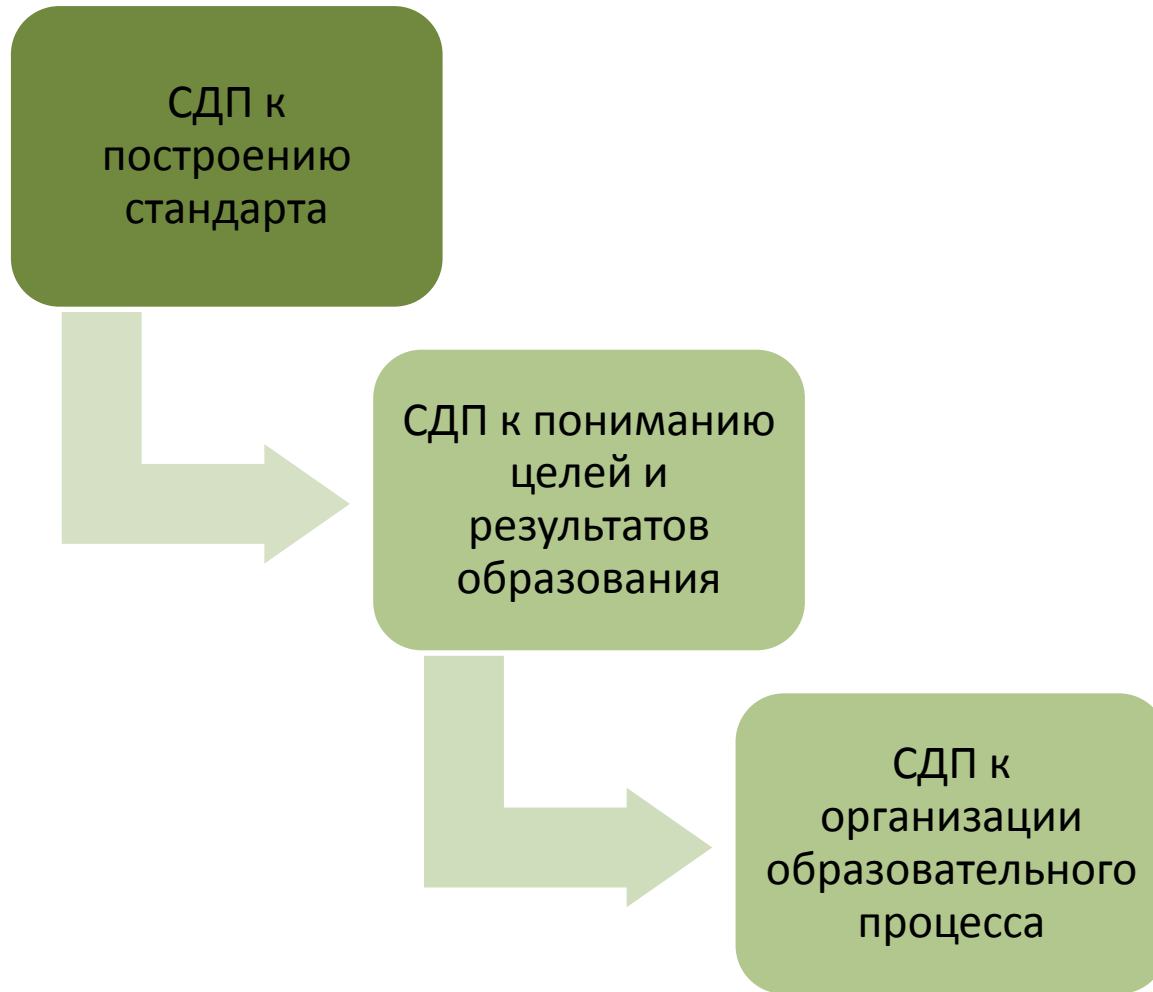 СДП к
построению
стандарта
СДП к пониманию
целей и
результатов
образования
СДП к
организации
образовательного
процесса